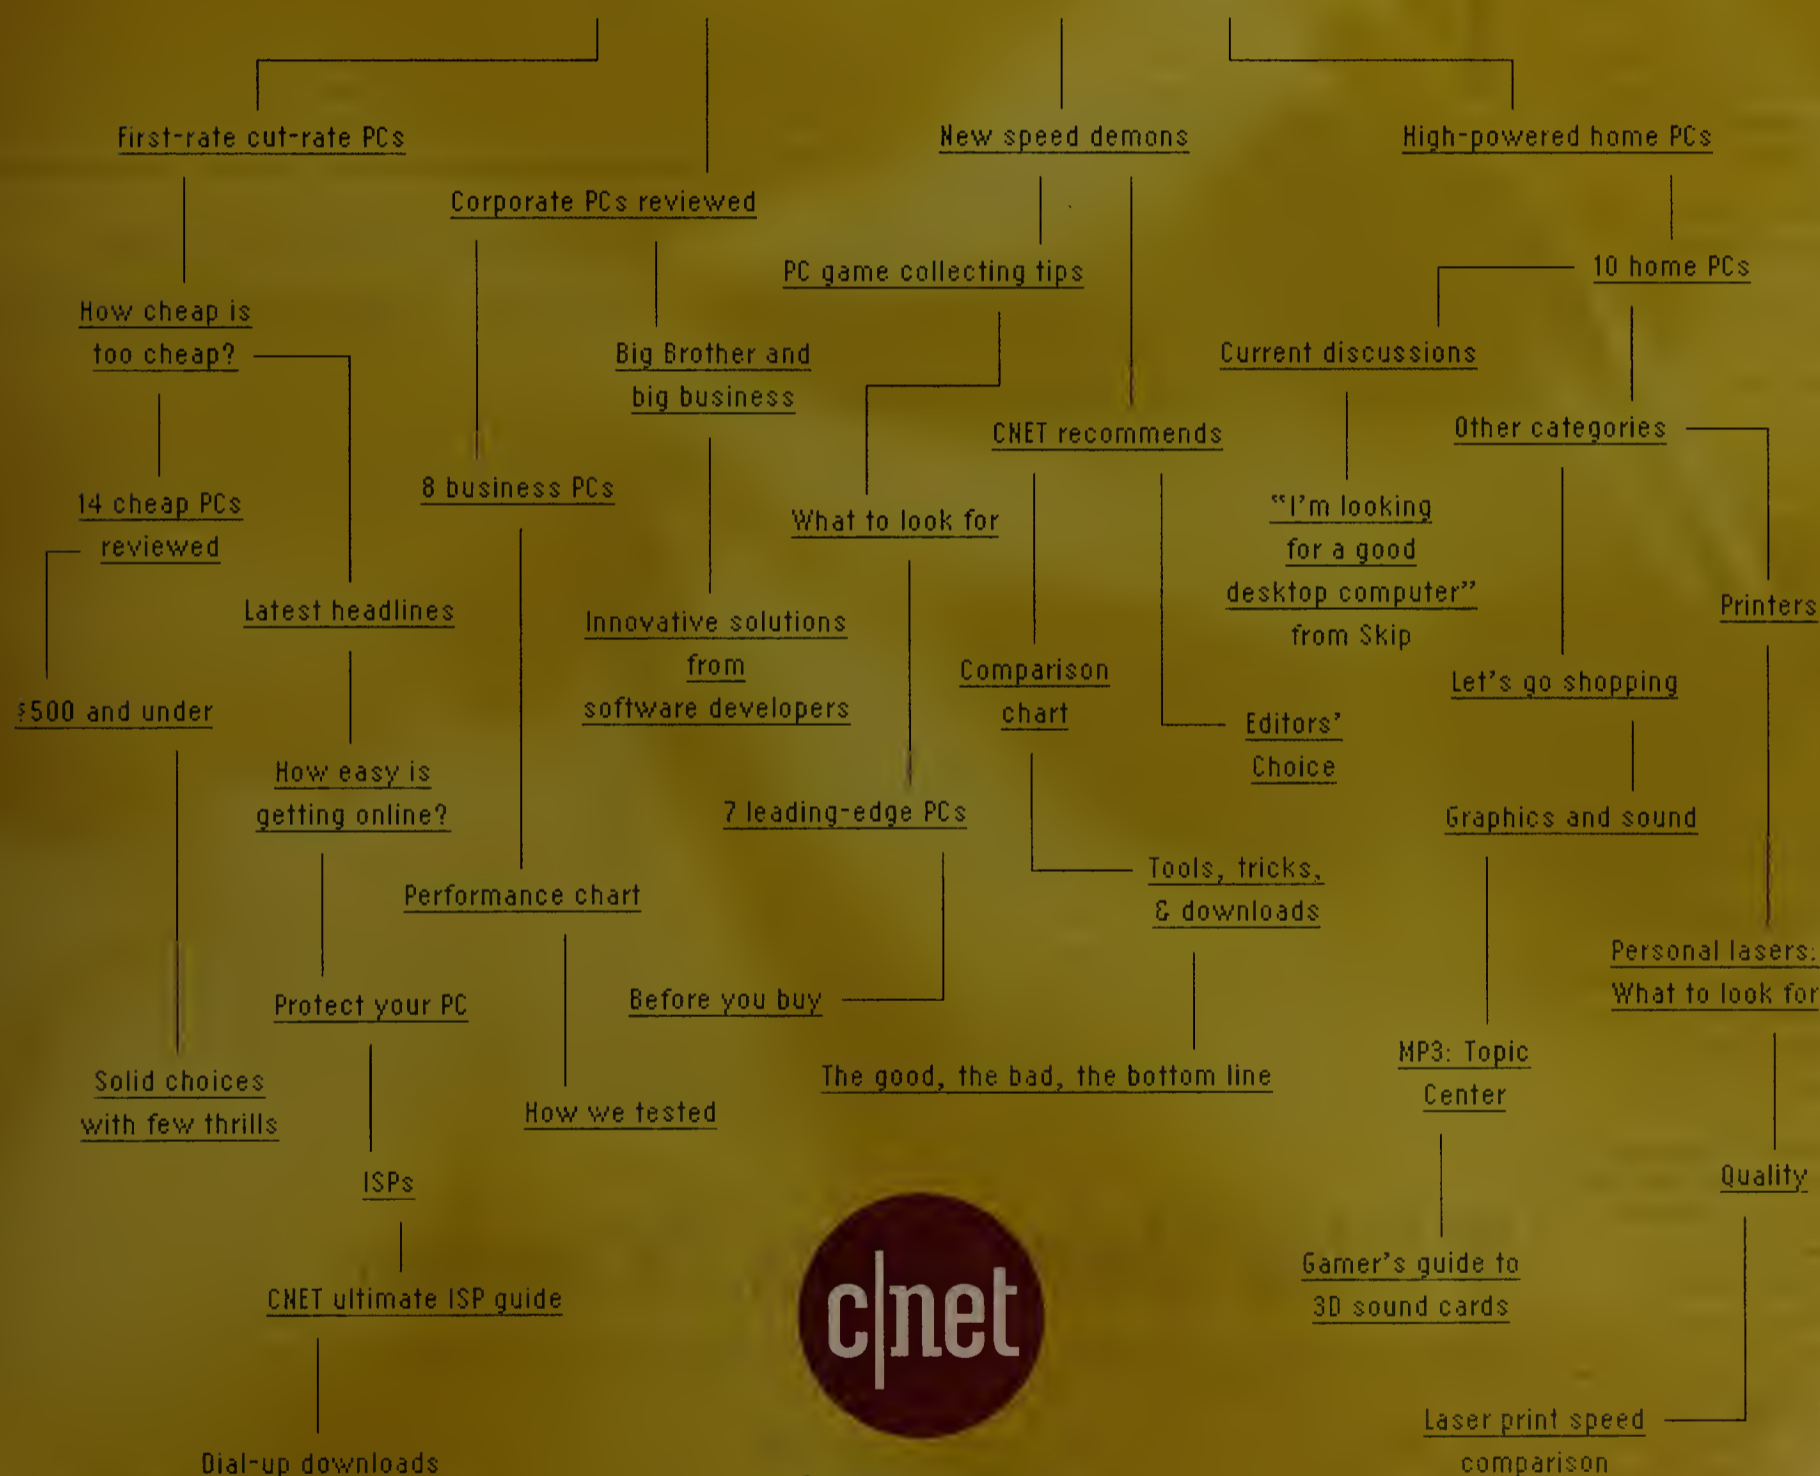 First-rate cut-rate PCs
New speed demons
High-powered home PCs
Corporate PCs reviewed
PC game collecting tips
10 home PCs
How cheap is
too cheap?
Big Brother and
big business
Current discussions
CNET recommends
Other categories
14 cheap PCs
reviewed
8 business PCs
What to look for
“I’m looking
for a good
desktop computer”
from Skip
Latest headlines
Innovative solutions
from
software developers
Printers
Comparison
chart
Let’s go shopping
$500 and under
Editors’
Choice
How easy is
getting online?
7 leading-edge PCs
Graphics and sound
Performance chart
Tools, tricks,
& downloads
Personal lasers:
What to look for
Protect your PC
Before you buy
Solid choices
with few thrills
The good, the bad, the bottom line
MP3: Topic
Center
How we tested
ISPs
Quality
Gamer’s guide to
3D sound cards
CNET ultimate ISP guide
c|net
Laser print speed
comparison
Dial-up downloads